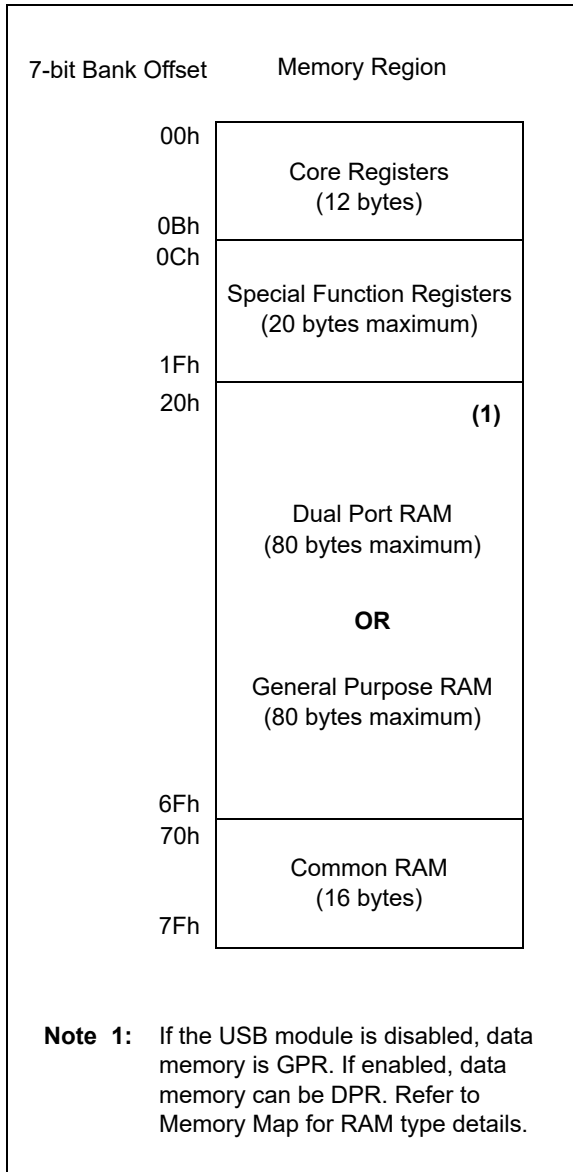 7-bit Bank Offset Memory Region
00h
Core Registers
(12 bytes)
0Bh
0Ch
Special Function Registers
(20 bytes maximum)
1Fh
20h
(1)
Dual Port RAM
(80 bytes maximum)
OR
General Purpose RAM
(80 bytes maximum)
6Fh
70h
Common RAM
(16 bytes)
7Fh
Note 1: If the USB module is disabled, data
memory is GPR. If enabled, data
memory can be DPR. Refer to
Memory Map for RAM type details.